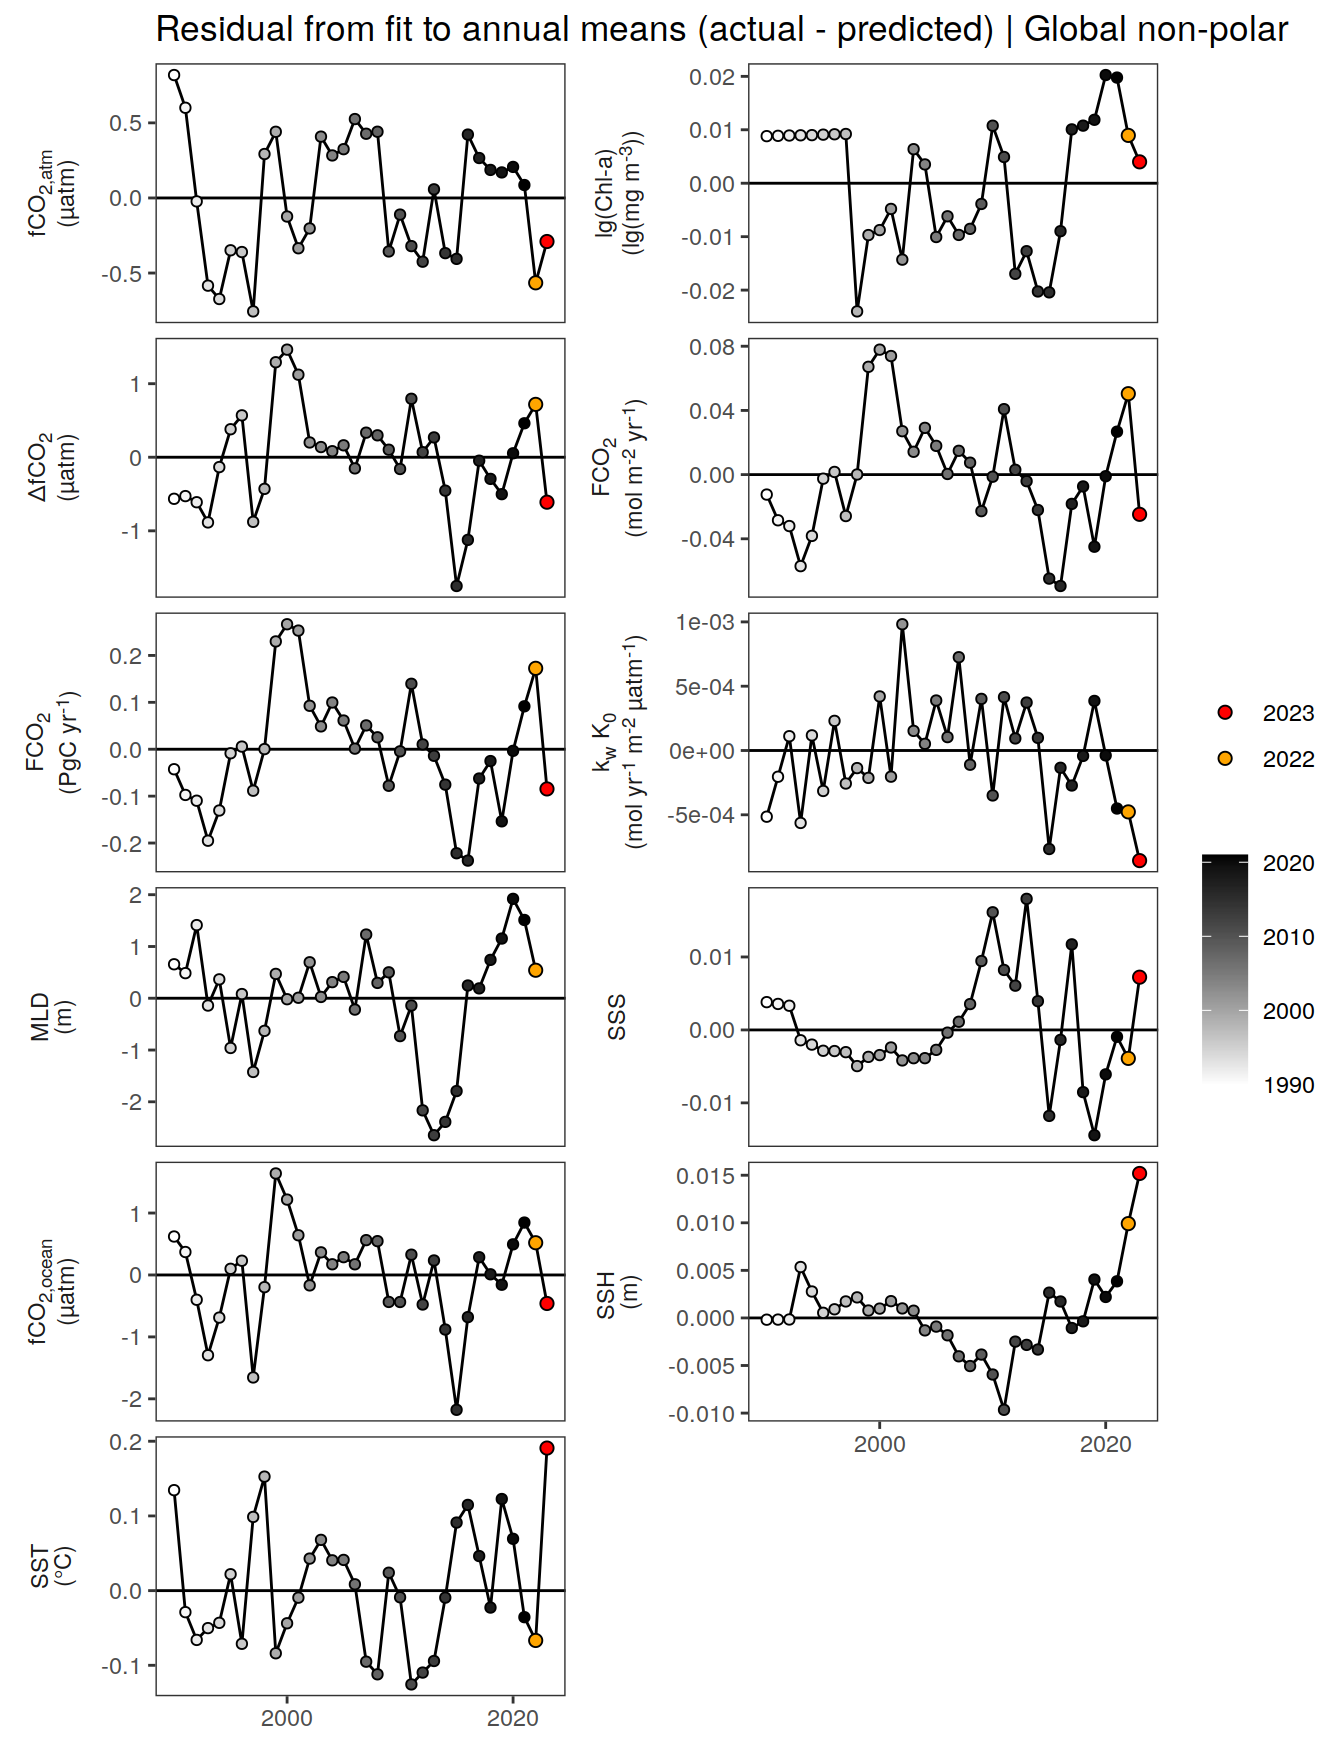 Residual from fit to annual means (actual - predicted) | Global non-polar
fCO2,atm
(µatm)
0.5
0.0
-0.5
lg(Chl-a)
(lg(mg m-3))
0.02
0.01
0.00
-0.01
-0.02
ΔfCO2
(µatm)
1
0
-1
FCO2
(mol m-2 yr-1)
0.08
0.04
0.00
-0.04
FCO2
(PgC yr-1)
0.2
0.1
0.0
-0.1
-0.2
kw K0
(mol yr-1 m-2 µatm-1)
1e-03
5e-04
0e+00
-5e-04
MLD
(m)
2
1
0
-1
-2
SSS
0.01
0.00
-0.01
fCO2,ocean
(µatm)
1
0
-1
-2
SSH
(m)
0.015
0.010
0.005
0.000
-0.005
-0.010
2000
2020
SST
(°C)
0.2
0.1
0.0
-0.1
2000
2020
2023
2022
2020
2010
2000
1990